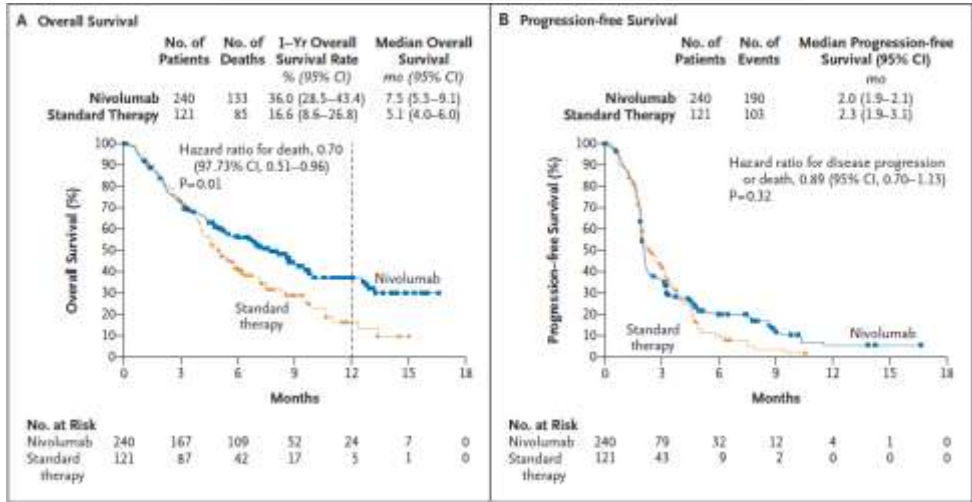 A Overall Survival
No. of Patients No. of Deaths 1–Yr Overall Survival Rate Median Overall Survival
% (95% CI) mo (95% CI)
Nivolumab 240 133 36.0 (28.5–43.4) 7.5 (5.5–9.1)
Standard Therapy 121 85 16.6 (8.6–26.8) 5.1 (4.0–6.0)
Hazard ratio for death, 0.70
(97.73% CI, 0.51–0.96)
P=0.01
Overall Survival (%)
100
90
80
70
60
50
40
30
20
10
0
Nivolumab
Standard
therapy
0 3 6 9 12 15 18
Months
No. at Risk
Nivolumab 240 167 109 52 24 7 0
Standard therapy 121 87 42 17 5 1 0
B Progression-free Survival
No. of Patients No. of Events Median Progression-free Survival (95% CI)
mo
Nivolumab 240 190 2.0 (1.9–2.1)
Standard Therapy 121 103 2.3 (1.9–3.1)
Hazard ratio for disease progression
or death, 0.89 (95% CI, 0.70–1.13)
P=0.32
Progression-free Survival (%)
100
90
80
70
60
50
40
30
20
10
0
Standard
therapy
Nivolumab
0 3 6 9 12 15 18
Months
No. at Risk
Nivolumab 240 79 32 12 4 1 0
Standard therapy 121 43 9 2 0 0 0